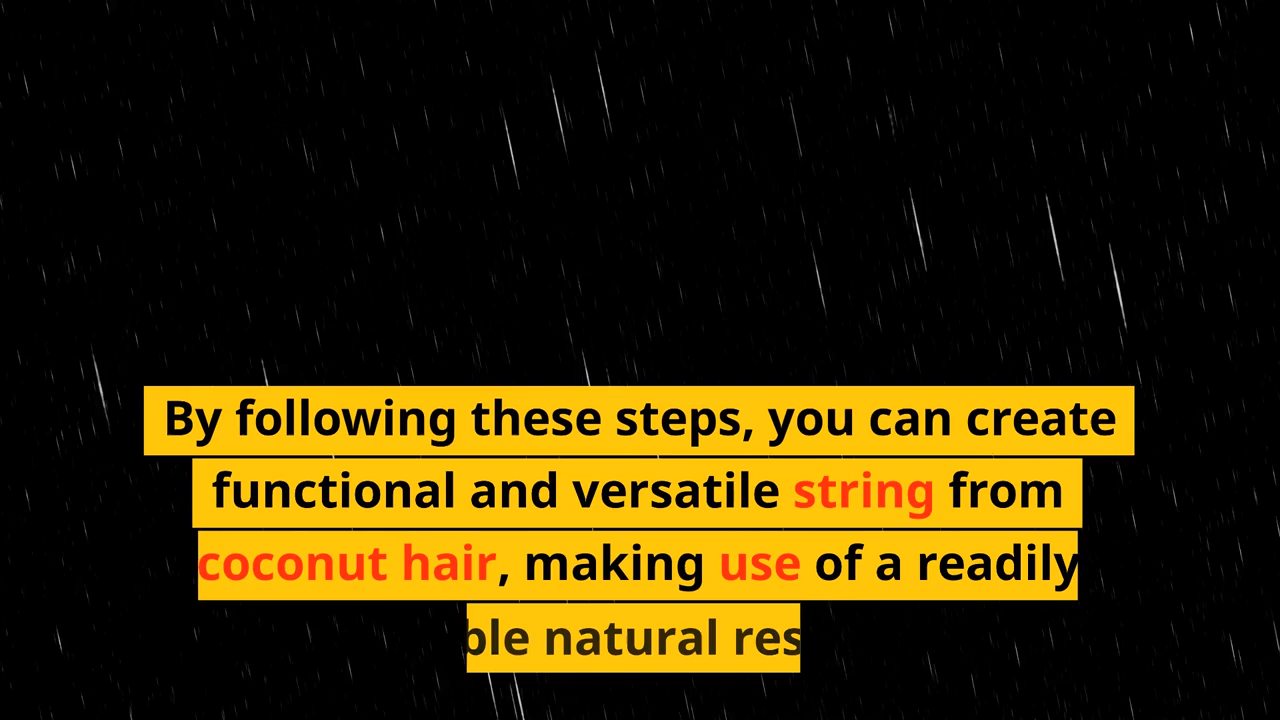 By following these steps, you can create
functional and versatile string from
coconut hair, making use of a readily
ble natural res